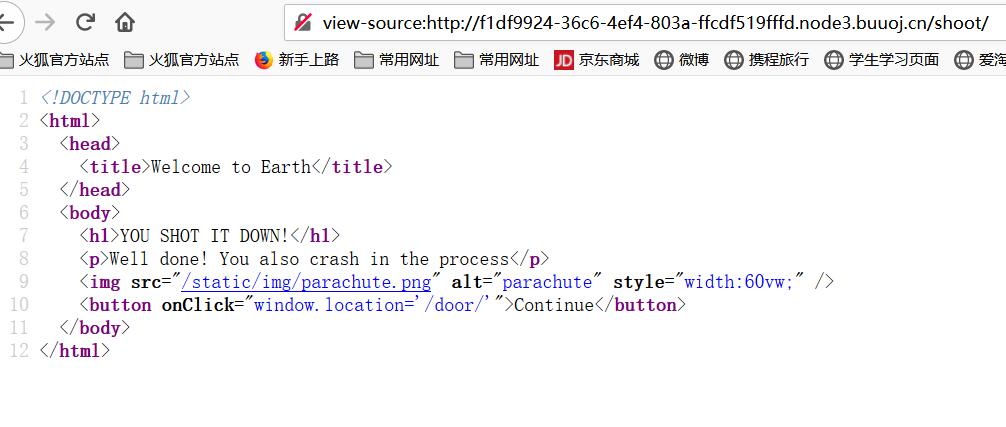 view-source:http://f1df9924-36c6-4ef4-803a-ffcdf519fffd.node3.buuoj.cn/shoot/
火狐官方站点 火狐官方站点 新手上路 常用网址 常用网址 JD 京东商城 微博 携程旅行 学生学习页面 爱淘
1 <!DOCTYPE html>
2 <html>
3 <head>
4 <title>Welcome to Earth</title>
5 </head>
6 <body>
7 <h1>YOU SHOT IT DOWN!</h1>
8 <p>Well done! You also crash in the process</p>
9 <img src="/static/img/parachute.png" alt="parachute" style="width:60vw;" />
10 <button onClick="window.location='/door/'">Continue</button>
11 </body>
12 </html>